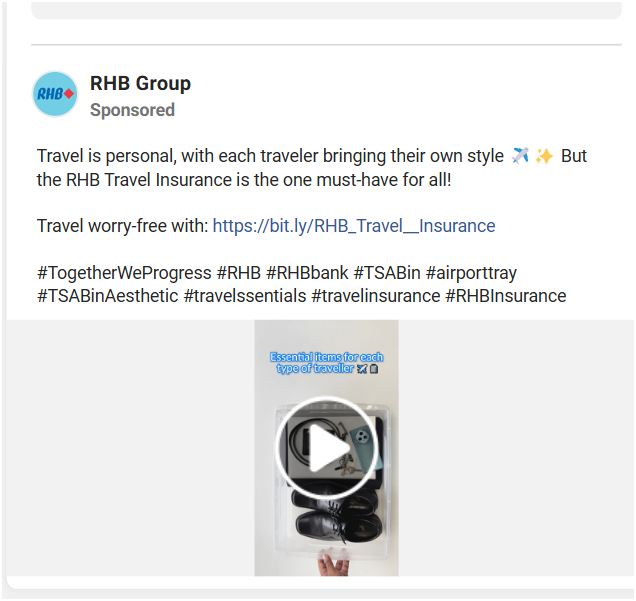 RHB
RHB Group
Sponsored
Travel is personal, with each traveler bringing their own style ✈️ ✨ But
the RHB Travel Insurance is the one must-have for all!
Travel worry-free with: https://bit.ly/RHB_Travel__Insurance
#TogetherWeProgress #RHB #RHBbank #TSABin #airporttray
#TSABinAesthetic #travelssentials #travelinsurance #RHBInsurance
Essential items for each
type of traveller